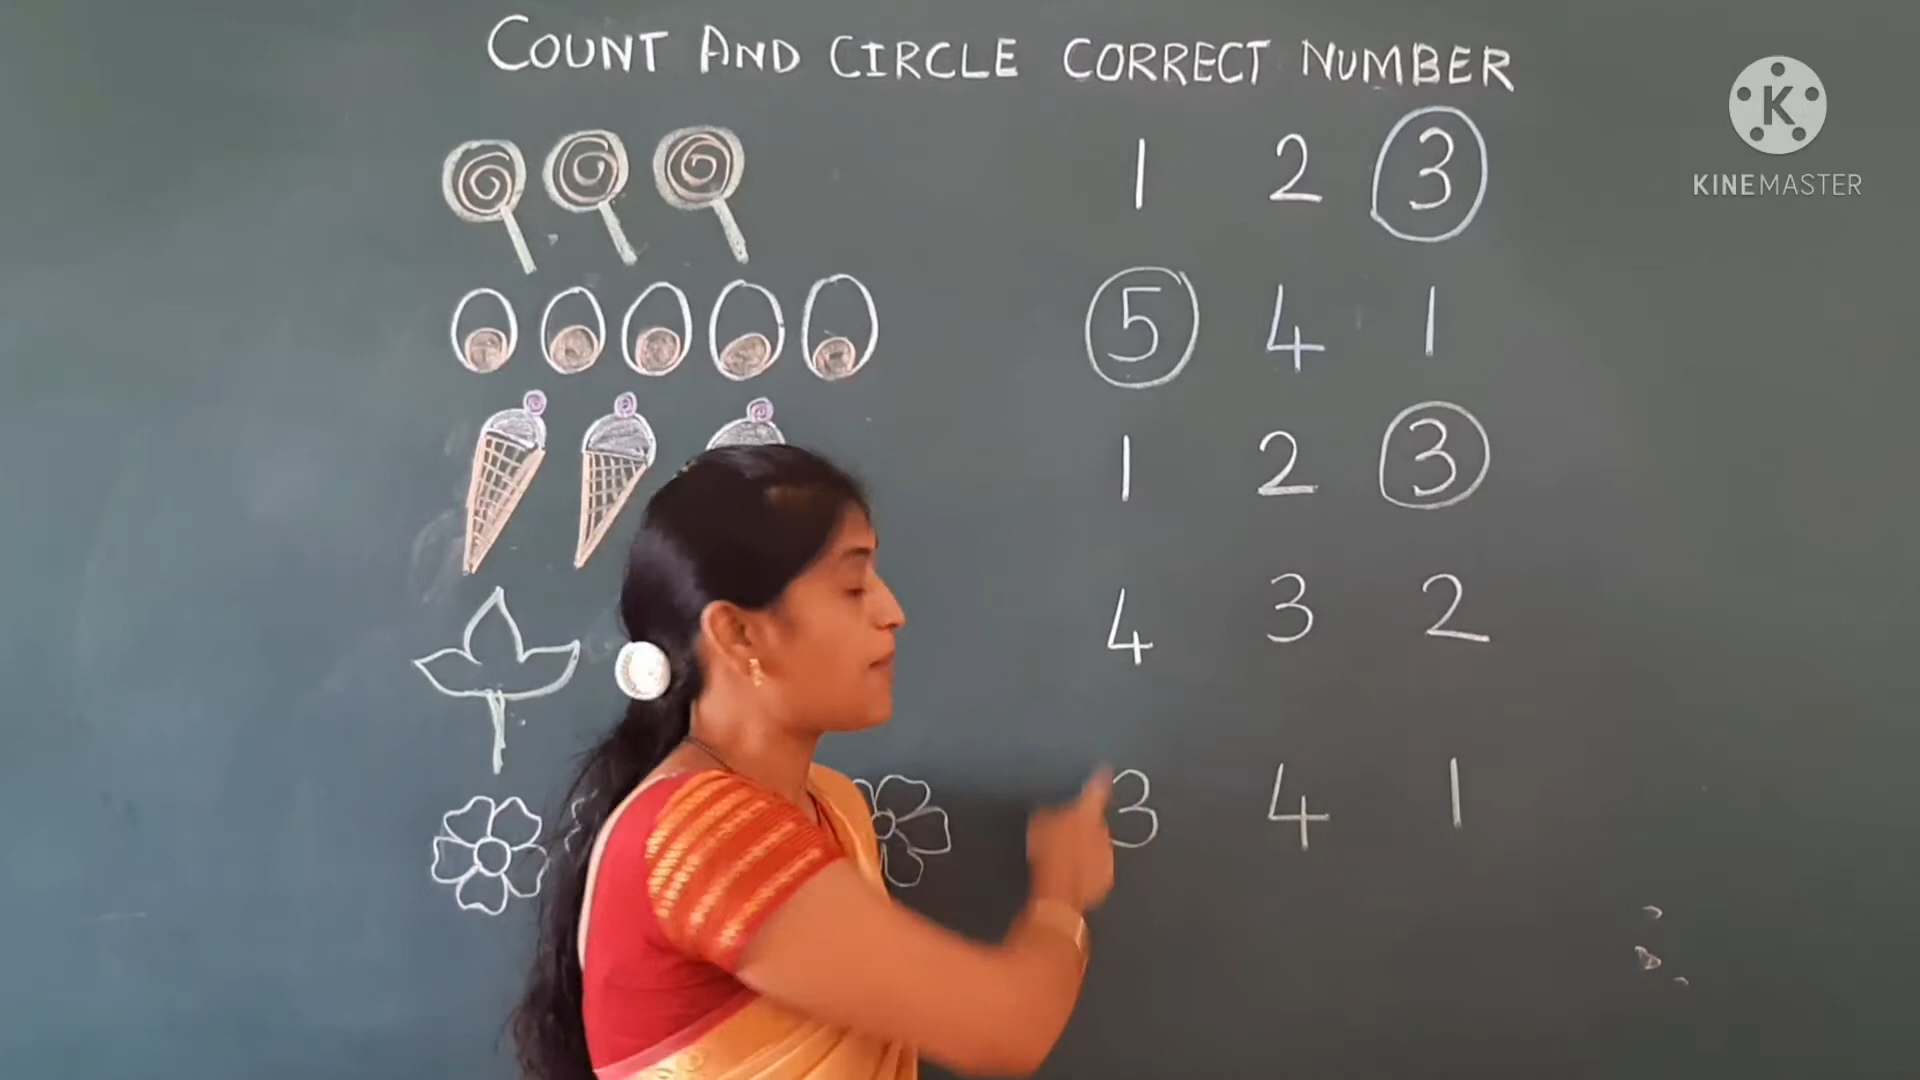 COUNT AND CIRCLE CORRECT NUMBER
1 2 3
5 4 1
1 2 3
4 3 2
3 4 1
K
KINEMASTER